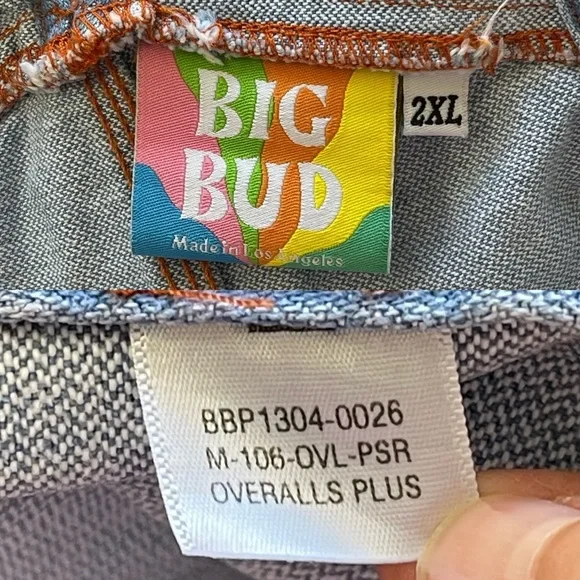 BIG
BUD
Made in Los Angeles
2XL
BBP1304-0026
M-106-OVL-PSR
OVERALLS PLUS